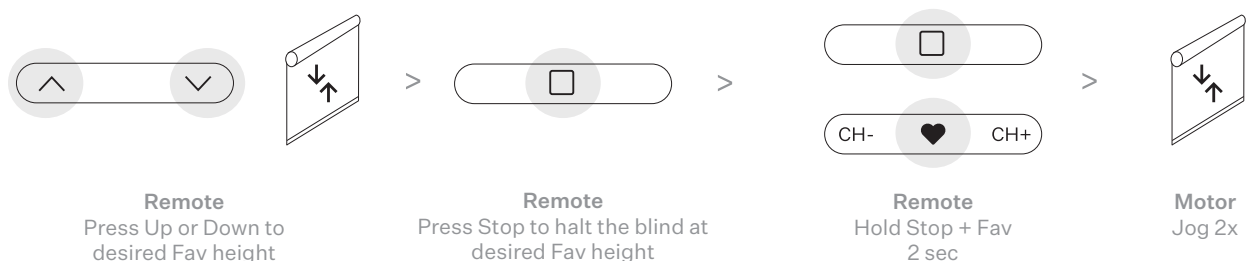 >
>
>
CH-
CH+
Remote
Press Up or Down to
desired Fav height
Remote
Press Stop to halt the blind at
desired Fav height
Remote
Hold Stop + Fav
2 sec
Motor
Jog 2x